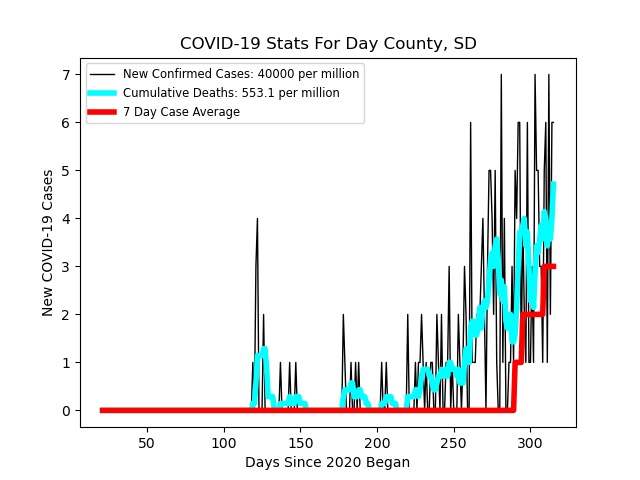 COVID-19 Stats For Day County, SD
New Confirmed Cases: 40000 per million
Cumulative Deaths: 553.1 per million
7 Day Case Average
New COVID-19 Cases
7
6
5
4
3
2
1
0
50 100 150 200 250 300
Days Since 2020 Began